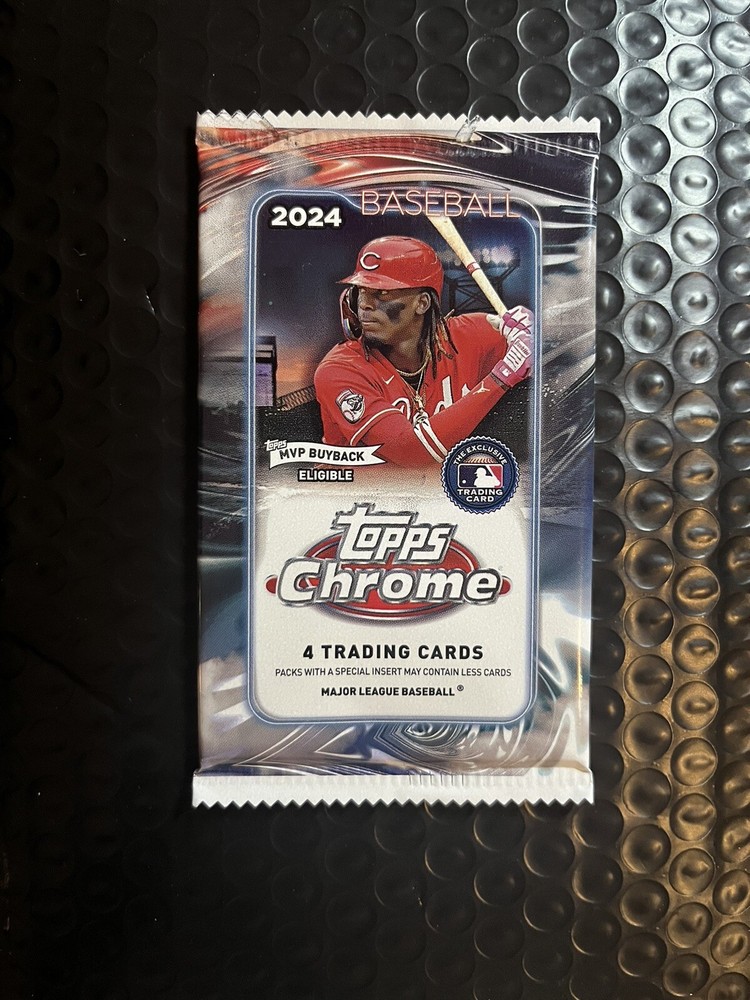 2024 BASEBALL
C
Reds
topps
MVP BUYBACK
ELIGIBLE
THE EXCLUSIVE
TRADING
CARD
topps
Chrome
4 TRADING CARDS
PACKS WITH A SPECIAL INSERT MAY CONTAIN LESS CARDS
MAJOR LEAGUE BASEBALL®